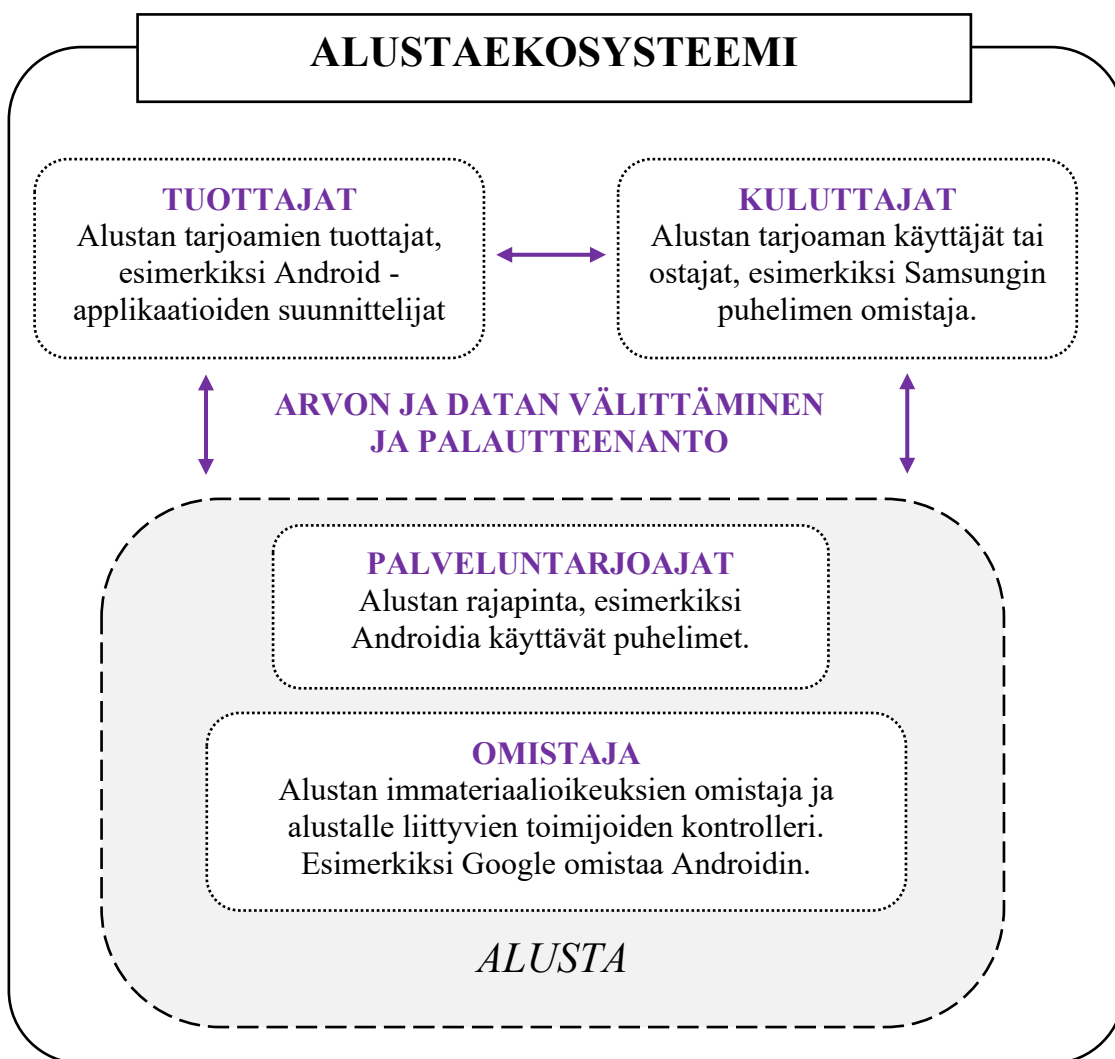 ALUSTAEKOSYSTEEMI
TUOTTAJAT
Alustan tarjoamien tuottajat,
esimerkiksi Android -
applikaatioiden suunnittelijat
KULUTTAJAT
Alustan tarjoaman käyttäjät tai
ostajat, esimerkiksi Samsungin
puhelimen omistaja.
ARVON JA DATAN VÄLITTÄMINEN
JA PALAUTTEENANTO
PALVELUNTARJOAJAT
Alustan rajapinta, esimerkiksi
Androidia käyttävät puhelimet.
OMISTAJA
Alustan immateriaalioikeuksien omistaja ja
alustalle liittyvien toimijoiden kontrolleri.
Esimerkiksi Google omistaa Androidin.
ALUSTA